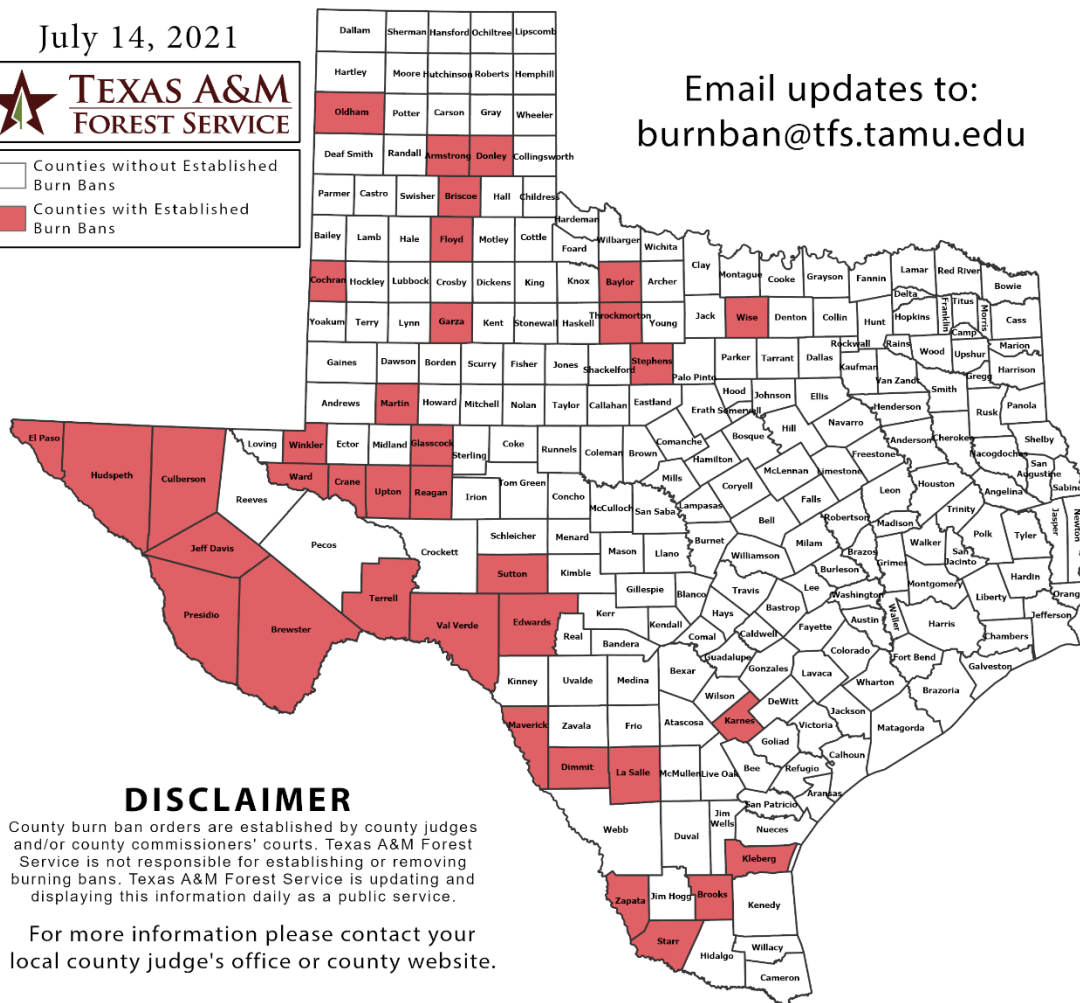 July 14, 2021
TEXAS A&M
FOREST SERVICE
Counties without Established
Burn Bans
Counties with Established
Burn Bans
Email updates to:
burnban@tfs.tamu.edu
Dallam Sherman Hansford Ochiltree Lipscomb
Hartley Moore Hutchinson Roberts Hemphill
Oldham Potter Carson Gray Wheeler
Deaf Smith Randall Armstrong Donley Collingsworth
Parmer Castro Swisher Briscoe Hall Childress
Hardeman
Bailey Lamb Hale Floyd Motley Cottle Foard Wilbarger Wichita
Clay Montague Cooke Grayson Fannin Lamar Red River Bowie
Cochran Hockley Lubbock Crosby Dickens King Knox Baylor Archer
Delta Franklin Titus Morris Cass
Yoakum Terry Lynn Garza Kent Stonewall Haskell Throckmorton Young Jack Wise Denton Collin Hunt Hopkins Camp
Rockwall Rains Wood Upshur Marion
Gaines Dawson Borden Scurry Fisher Jones Shackelford Stephens Palo Pinto Parker Tarrant Dallas Kaufman Van Zandt Gregg Harrison
Smith
Andrews Martin Howard Mitchell Nolan Taylor Callahan Eastland Erath Hood Somervell Johnson Ellis Henderson Rusk Panola
El Paso Loving Winkler Ector Midland Glasscock Sterling Coke Runnels Coleman Brown Comanche Hamilton Bosque Hill Navarro Freestone Anderson Cherokee Nacogdoches Shelby
San Augustine Sabine
Hudspeth Culberson Reeves Ward Crane Upton Reagan Irion Tom Green Concho McCulloch San Saba Mills Lampasas Coryell McLennan Limestone Falls Leon Houston Angelina
Trinity Jasper Newton
Jeff Davis Pecos Crockett Schleicher Menard Mason Llano Burnet Bell Williamson Milam Robertson Brazos Madison Grimes Walker San Jacinto Polk Tyler
Hardin
Presidio Brewster Terrell Val Verde Sutton Edwards Kimble Gillespie Blanco Travis Bastrop Lee Burleson Washington Montgomery Liberty Orang
Jefferson
Real Kerr Bandera Kendall Hays Comal Caldwell Fayette Austin Waller Harris Chambers
Kinney Uvalde Medina Bexar Guadalupe Gonzales Lavaca Colorado Fort Bend Galveston
Wharton Brazoria
Maverick Zavala Frio Atascosa Wilson Karnes DeWitt Victoria Jackson Matagorda
Goliad Calhoun
Dimmit La Salle McMullen Live Oak Bee Refugio Aransas
San Patricio
Webb Duval Jim Wells Nueces
Kleberg
Zapata Jim Hogg Brooks Kenedy
Starr Hidalgo Willacy
Cameron
DISCLAIMER
County burn ban orders are established by county judges
and/or county commissioners' courts. Texas A&M Forest
Service is not responsible for establishing or removing
burning bans. Texas A&M Forest Service is updating and
displaying this information daily as a public service.
For more information please contact your
local county judge's office or county website.